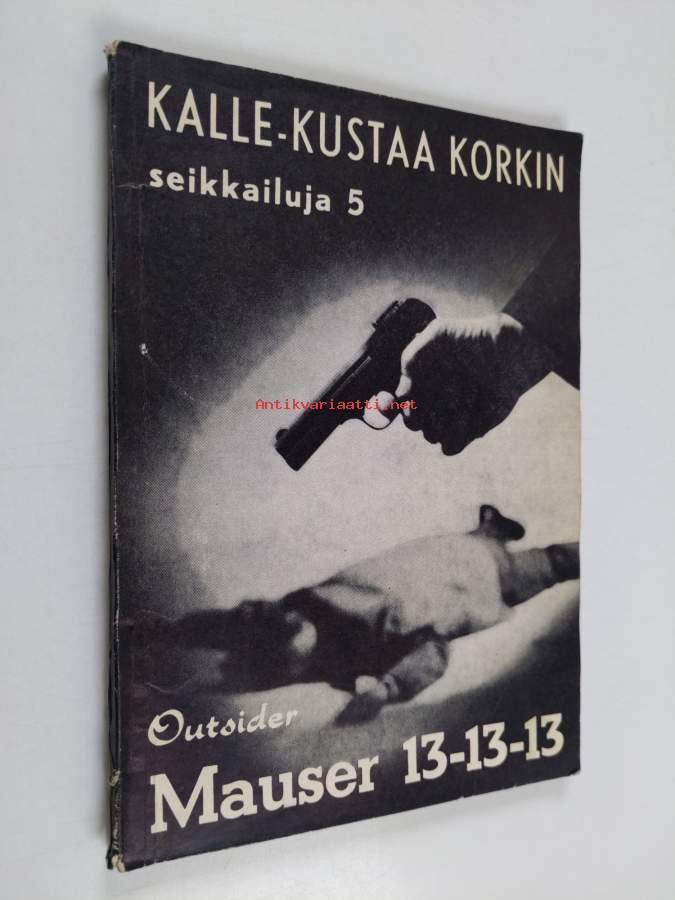 KALLE-KUSTAA KORKIN
seikkailuja 5
Antikvariaatti.net
Outsider
Mauser 13-13-13